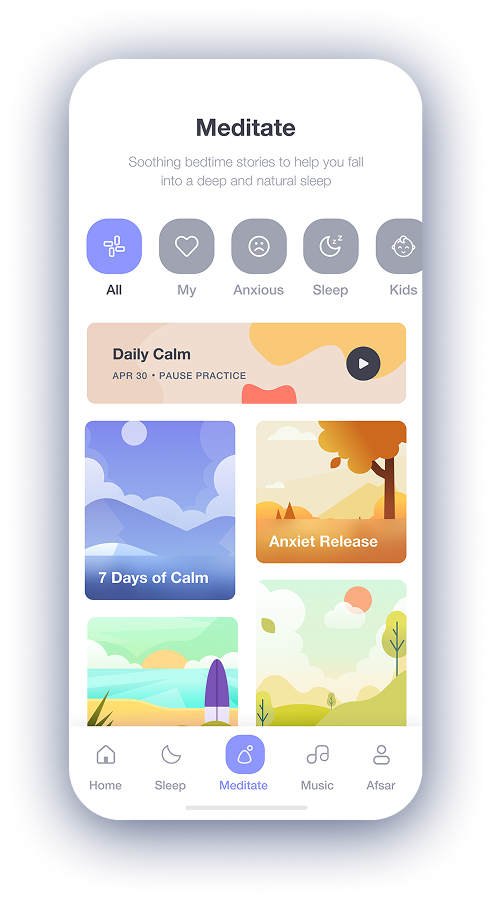 Meditate
Soothing bedtime stories to help you fall
into a deep and natural sleep
All
My
Anxious
Sleep
Kids
Daily Calm
APR 30 • PAUSE PRACTICE
7 Days of Calm
Anxiet Release
Home
Sleep
Meditate
Music
Afsar